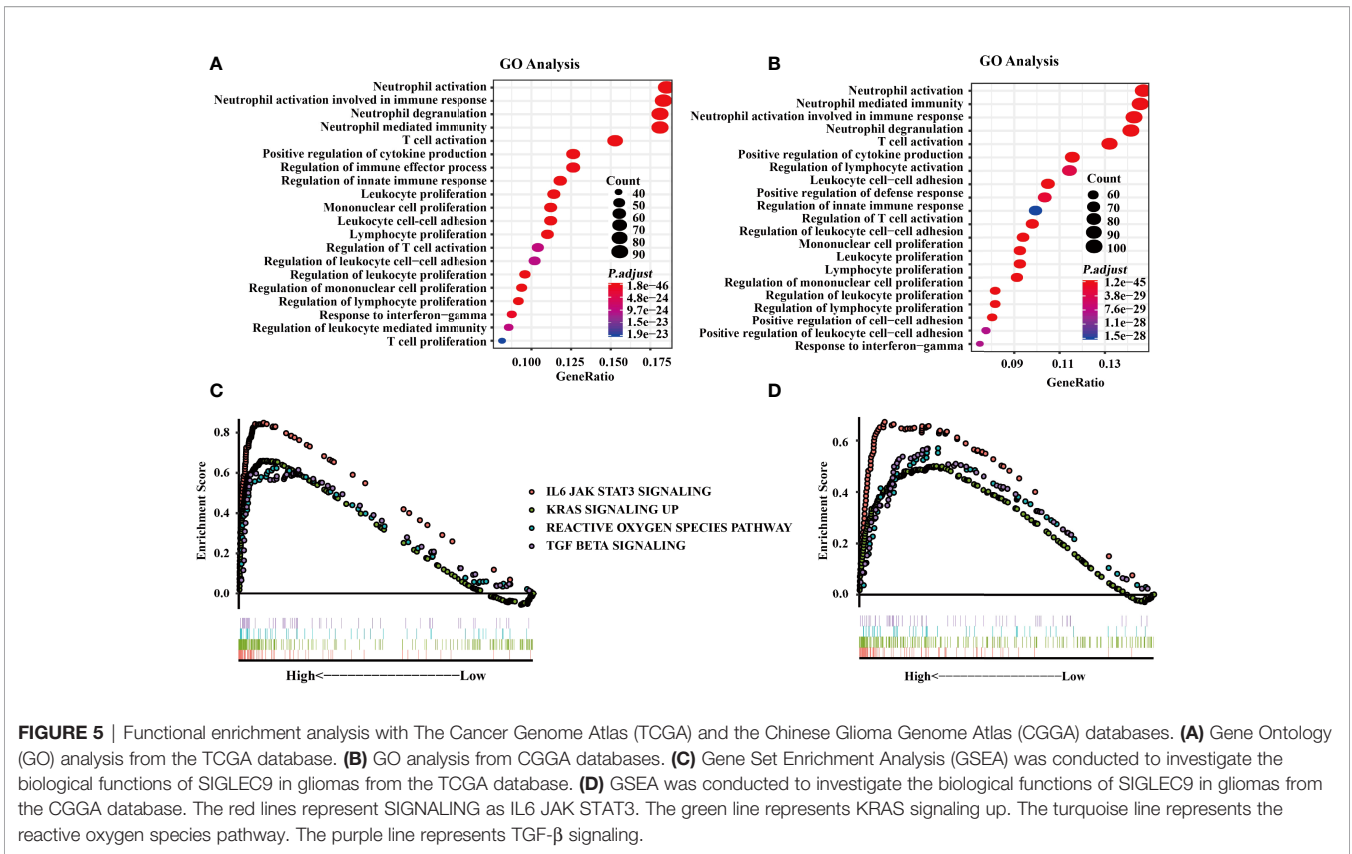 A
GO Analysis
Neutrophil activation
Neutrophil activation involved in immune response
Neutrophil degranulation
Neutrophil mediated immunity
T cell activation
Positive regulation of cytokine production
Regulation of immune effector process
Regulation of innate immune response
Leukocyte proliferation
Mononuclear cell proliferation
Leukocyte cell−cell adhesion
Lymphocyte proliferation
Regulation of T cell activation
Regulation of leukocyte cell−cell adhesion
Regulation of leukocyte proliferation
Regulation of mononuclear cell proliferation
Regulation of lymphocyte proliferation
Response to interferon−gamma
Regulation of leukocyte mediated immunity
T cell proliferation
Count
40
50
60
70
80
90
P.adjust
1.8e−46
4.8e−24
9.7e−24
1.5e−23
1.9e−23
0.100 0.125 0.150 0.175
GeneRatio
B
GO Analysis
Neutrophil activation
Neutrophil mediated immunity
Neutrophil activation involved in immune response
Neutrophil degranulation
T cell activation
Positive regulation of cytokine production
Regulation of lymphocyte activation
Leukocyte cell−cell adhesion
Positive regulation of defense response
Regulation of innate immune response
Regulation of T cell activation
Regulation of leukocyte cell−cell adhesion
Mononuclear cell proliferation
Leukocyte proliferation
Lymphocyte proliferation
Regulation of mononuclear cell proliferation
Regulation of leukocyte proliferation
Regulation of lymphocyte proliferation
Positive regulation of cell−cell adhesion
Positive regulation of leukocyte cell−cell adhesion
Response to interferon−gamma
Count
60
70
80
90
100
P.adjust
1.2e−45
3.8e−29
7.6e−29
1.1e−28
1.5e−28
0.09 0.11 0.13
GeneRatio
C
Enrichment Score
0.8
0.6
0.4
0.2
0.0
High<−−−−−−−−−−−−−−−−−Low
IL6 JAK STAT3 SIGNALING
KRAS SIGNALING UP
REACTIVE OXYGEN SPECIES PATHWAY
TGF BETA SIGNALING
D
Enrichment Score
0.6
0.4
0.2
0.0
High<−−−−−−−−−−−−−−−−−Low
FIGURE 5 | Functional enrichment analysis with The Cancer Genome Atlas (TCGA) and the Chinese Glioma Genome Atlas (CGGA) databases. (A) Gene Ontology
(GO) analysis from the TCGA database. (B) GO analysis from CGGA databases. (C) Gene Set Enrichment Analysis (GSEA) was conducted to investigate the
biological functions of SIGLEC9 in gliomas from the TCGA database. (D) GSEA was conducted to investigate the biological functions of SIGLEC9 in gliomas from
the CGGA database. The red lines represent SIGNALING as IL6 JAK STAT3. The green line represents KRAS signaling up. The turquoise line represents the
reactive oxygen species pathway. The purple line represents TGF-β signaling.